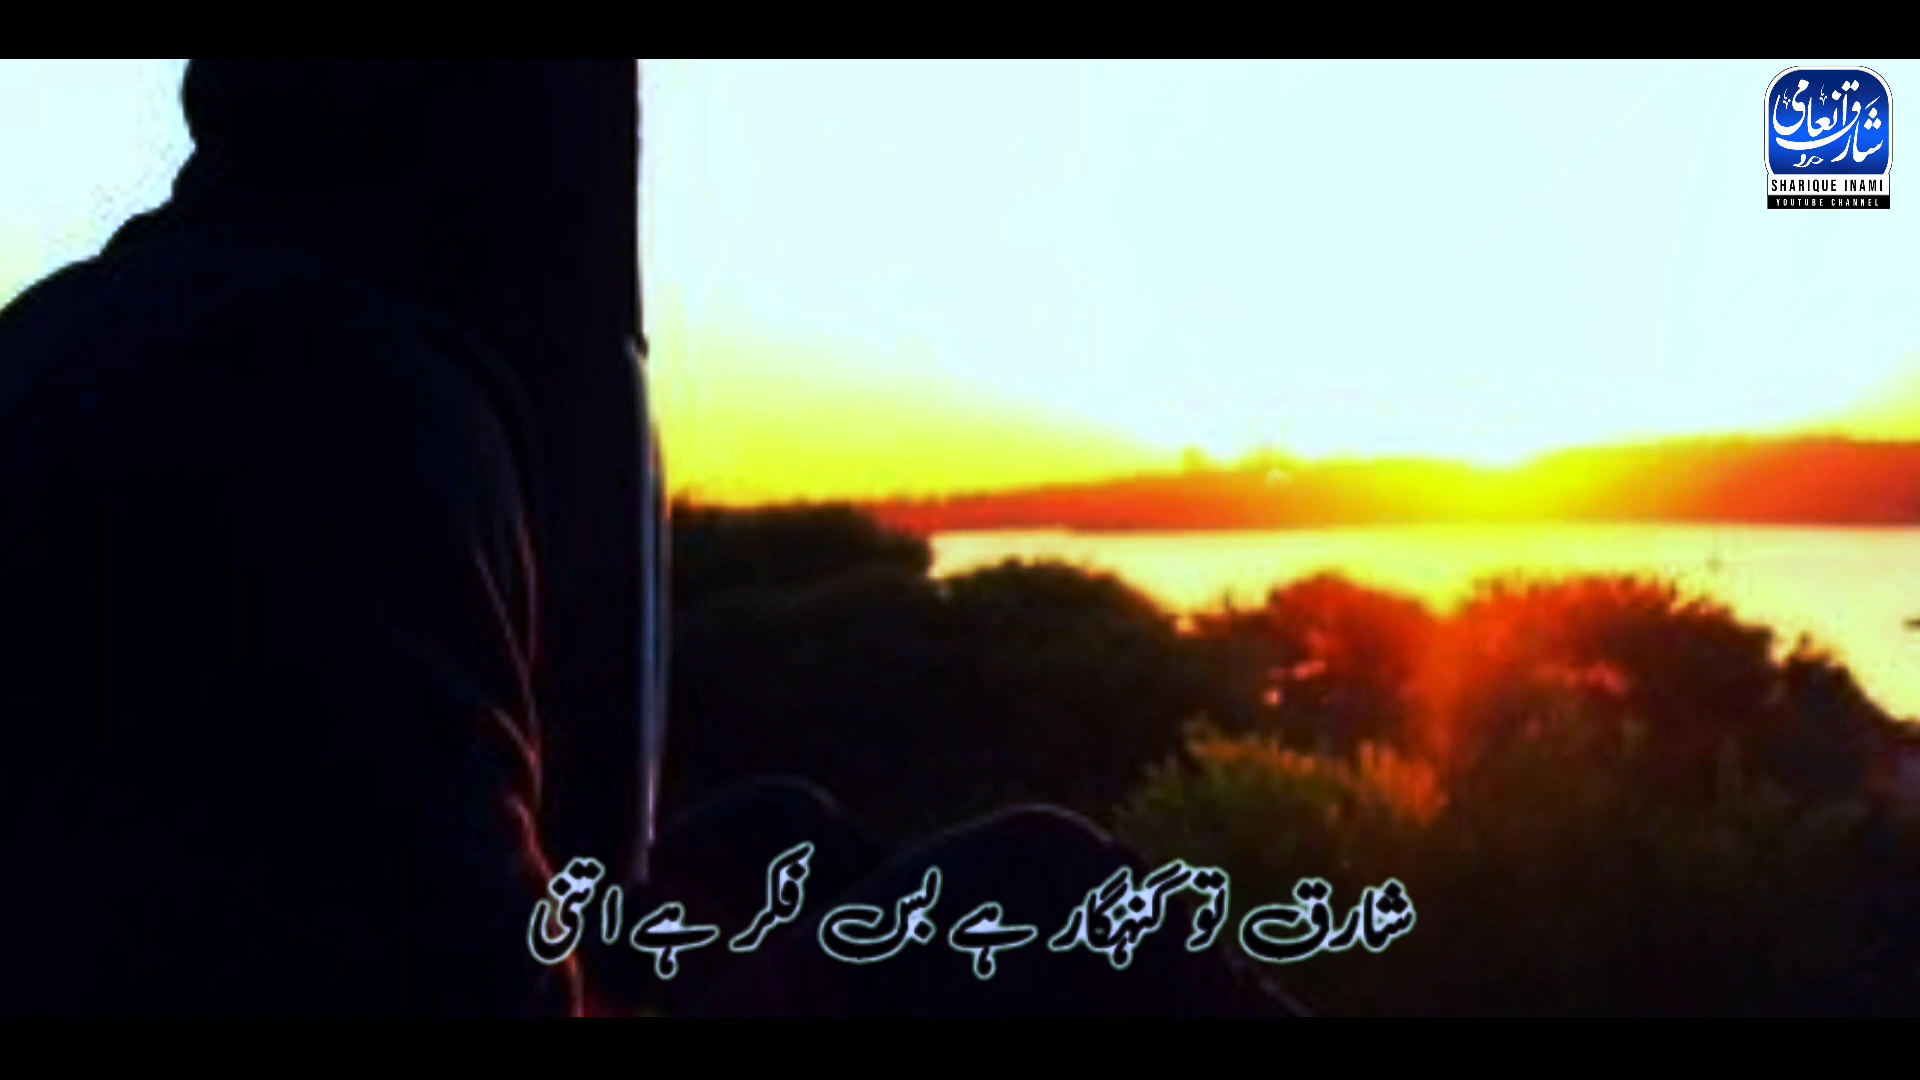 شارق انعامی
SHARIQUE INAMI
YOUTUBE CHANNEL
شارق تو گنہگار ہے بس فکر ہے اتنی